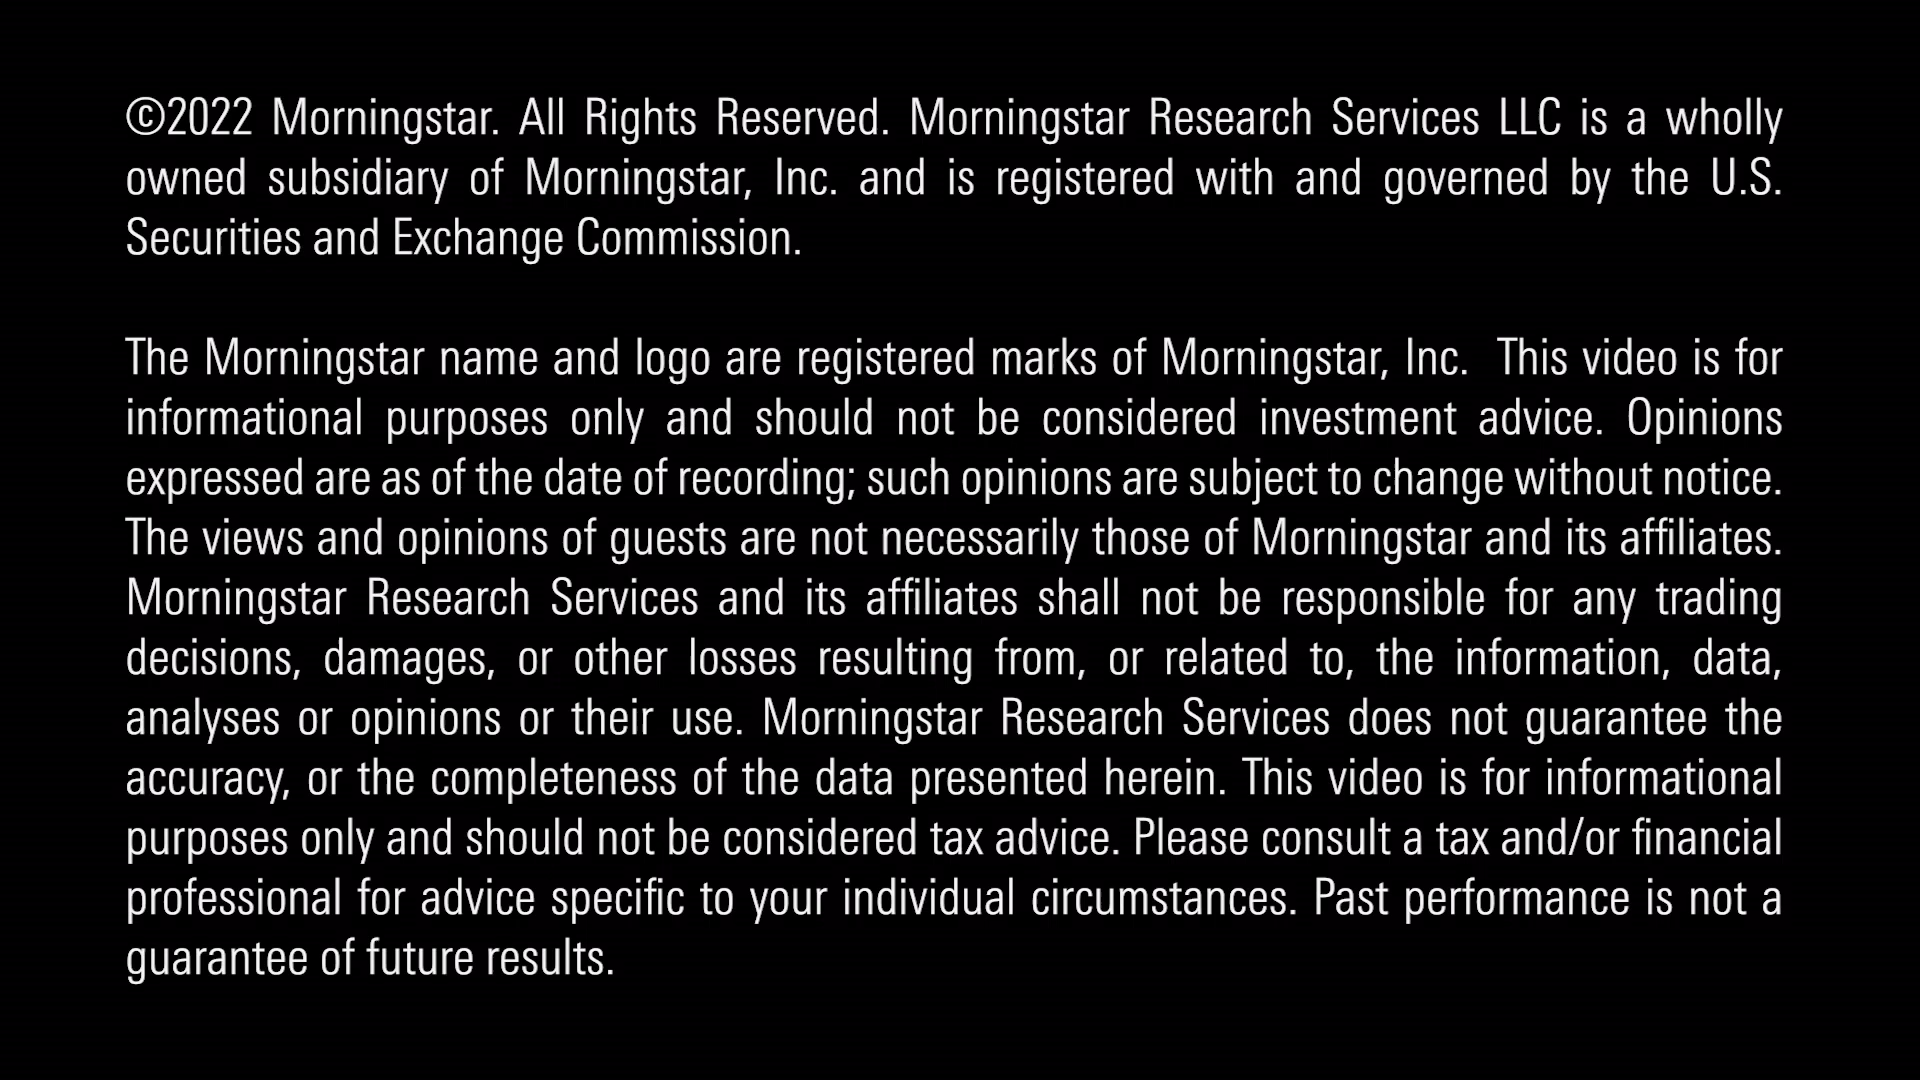 ©2022 Morningstar. All Rights Reserved. Morningstar Research Services LLC is a wholly
owned subsidiary of Morningstar, Inc. and is registered with and governed by the U.S.
Securities and Exchange Commission.
The Morningstar name and logo are registered marks of Morningstar, Inc.  This video is for
informational purposes only and should not be considered investment advice. Opinions
expressed are as of the date of recording; such opinions are subject to change without notice.
The views and opinions of guests are not necessarily those of Morningstar and its affiliates.
Morningstar Research Services and its affiliates shall not be responsible for any trading
decisions, damages, or other losses resulting from, or related to, the information, data,
analyses or opinions or their use. Morningstar Research Services does not guarantee the
accuracy, or the completeness of the data presented herein. This video is for informational
purposes only and should not be considered tax advice. Please consult a tax and/or financial
professional for advice specific to your individual circumstances. Past performance is not a
guarantee of future results.